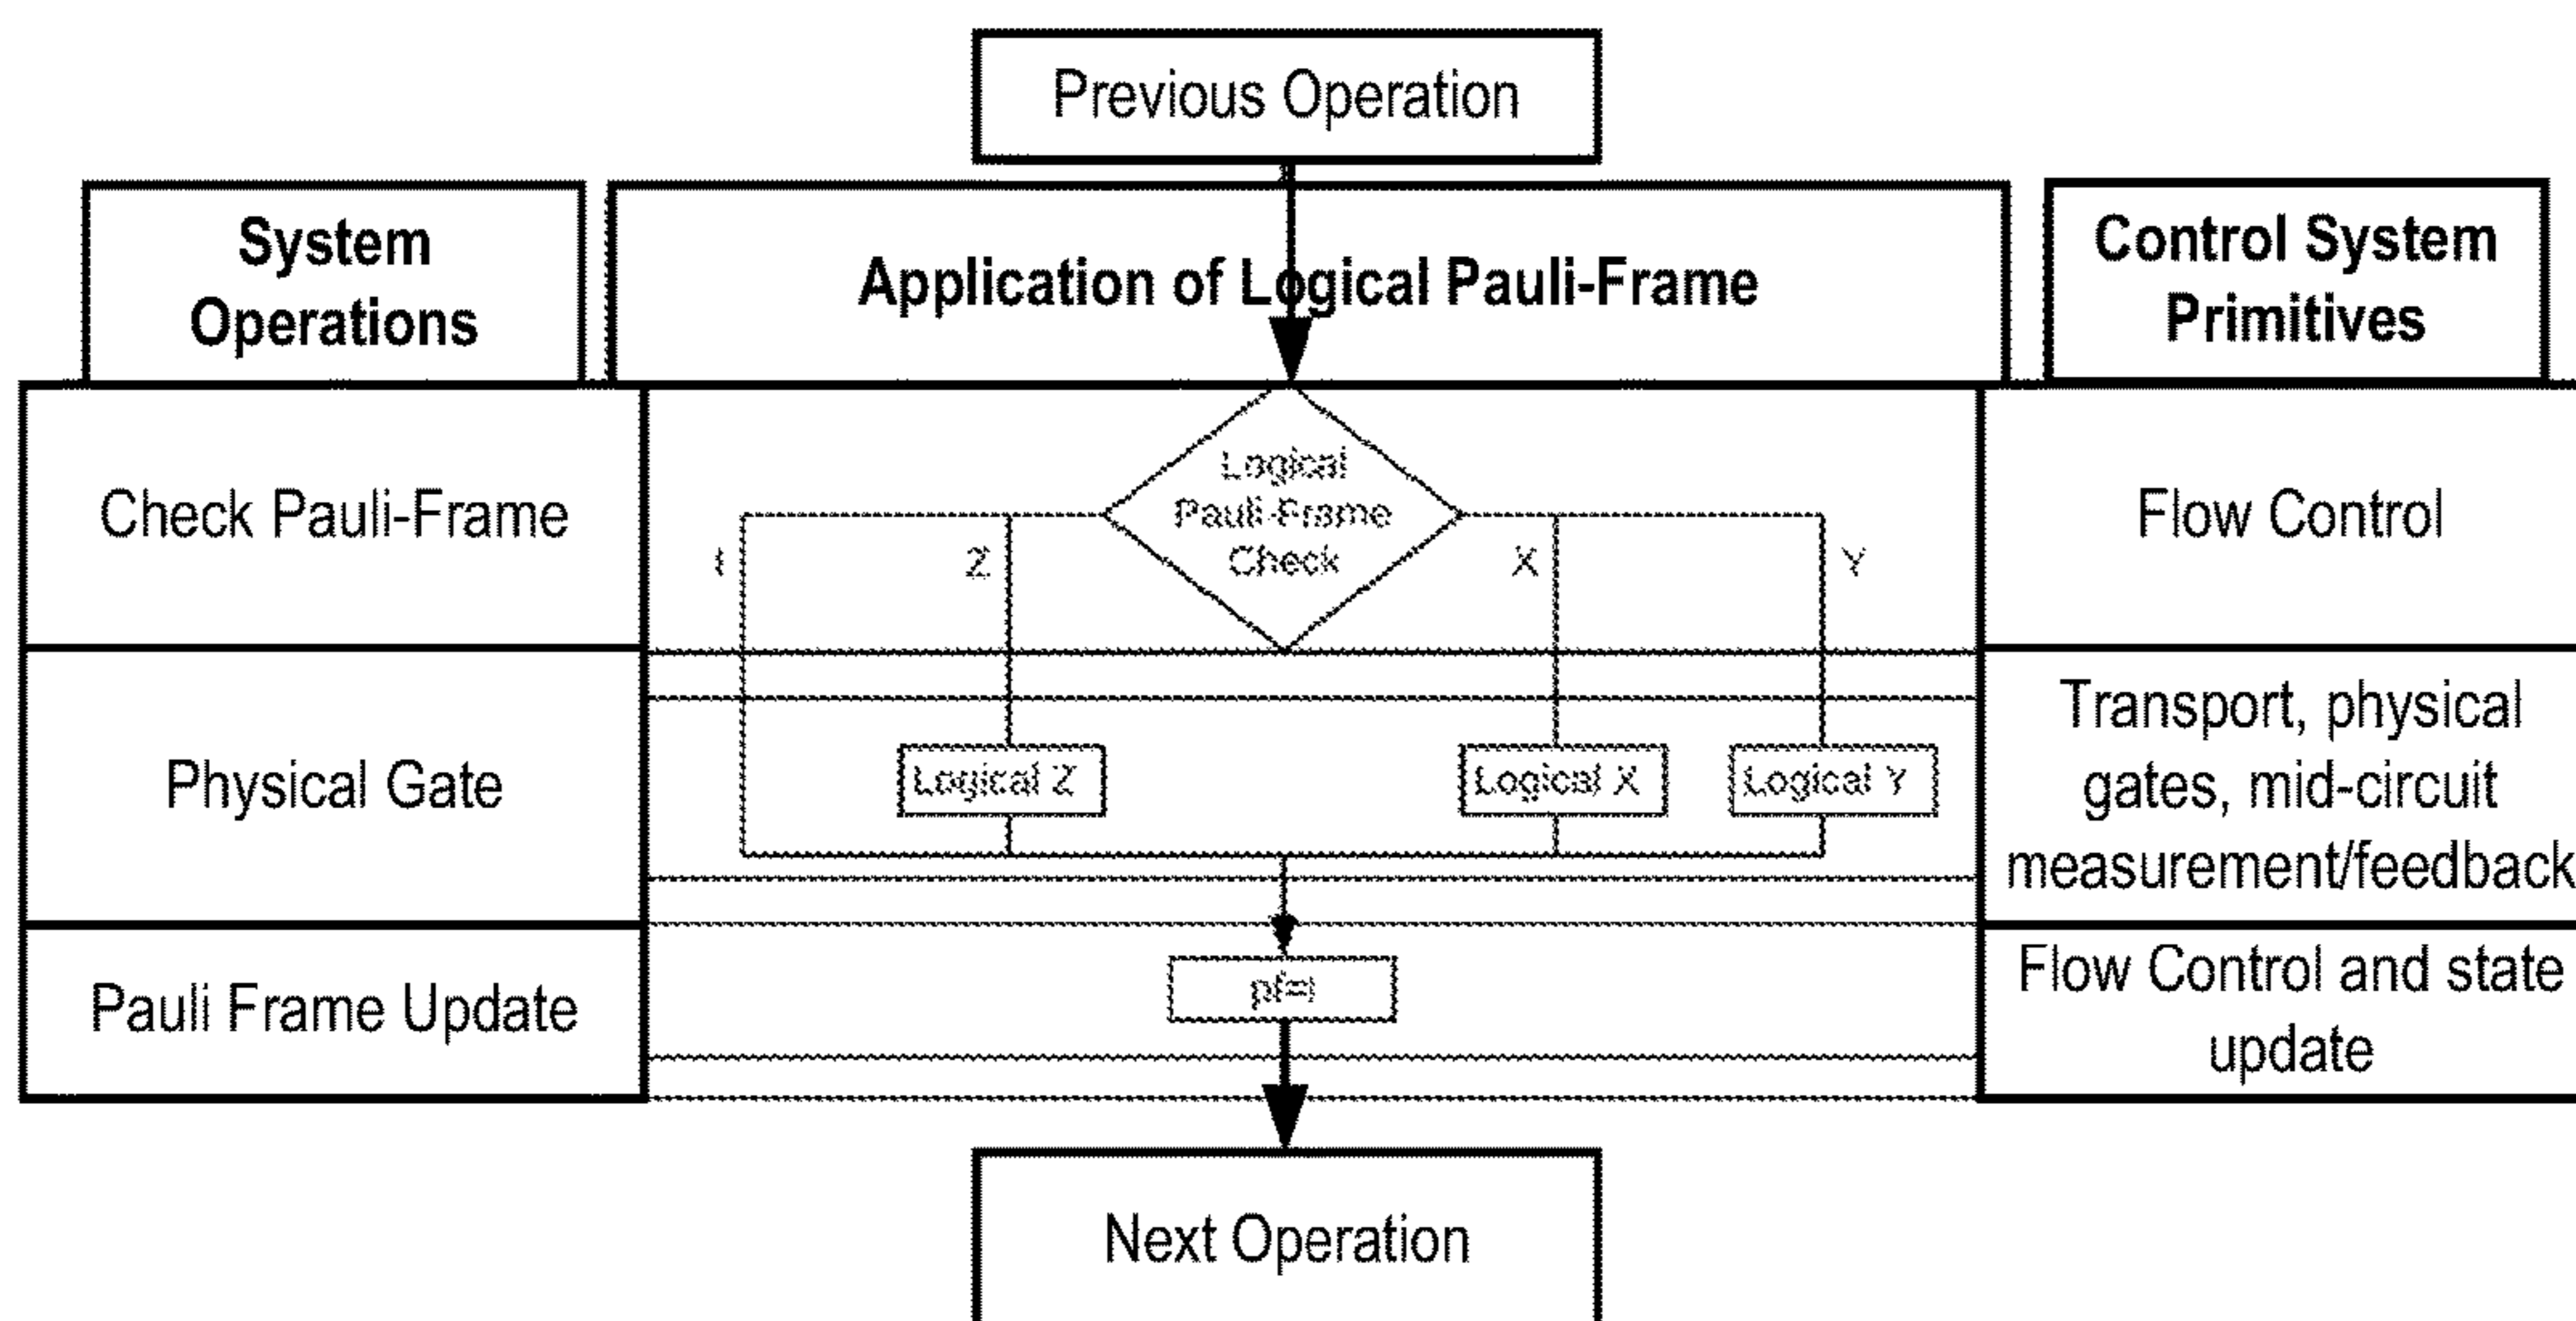 Previous Operation
System
Operations
Application of Logical Pauli-Frame
Control System
Primitives
Check Pauli-Frame
Logical
Pauli-Frame
Check
I
Z
X
Y
Flow Control
Physical Gate
Logical Z
Logical X
Logical Y
Transport, physical
gates, mid-circuit
measurement/feedback
Pauli Frame Update
pf=I
Flow Control and state
update
Next Operation